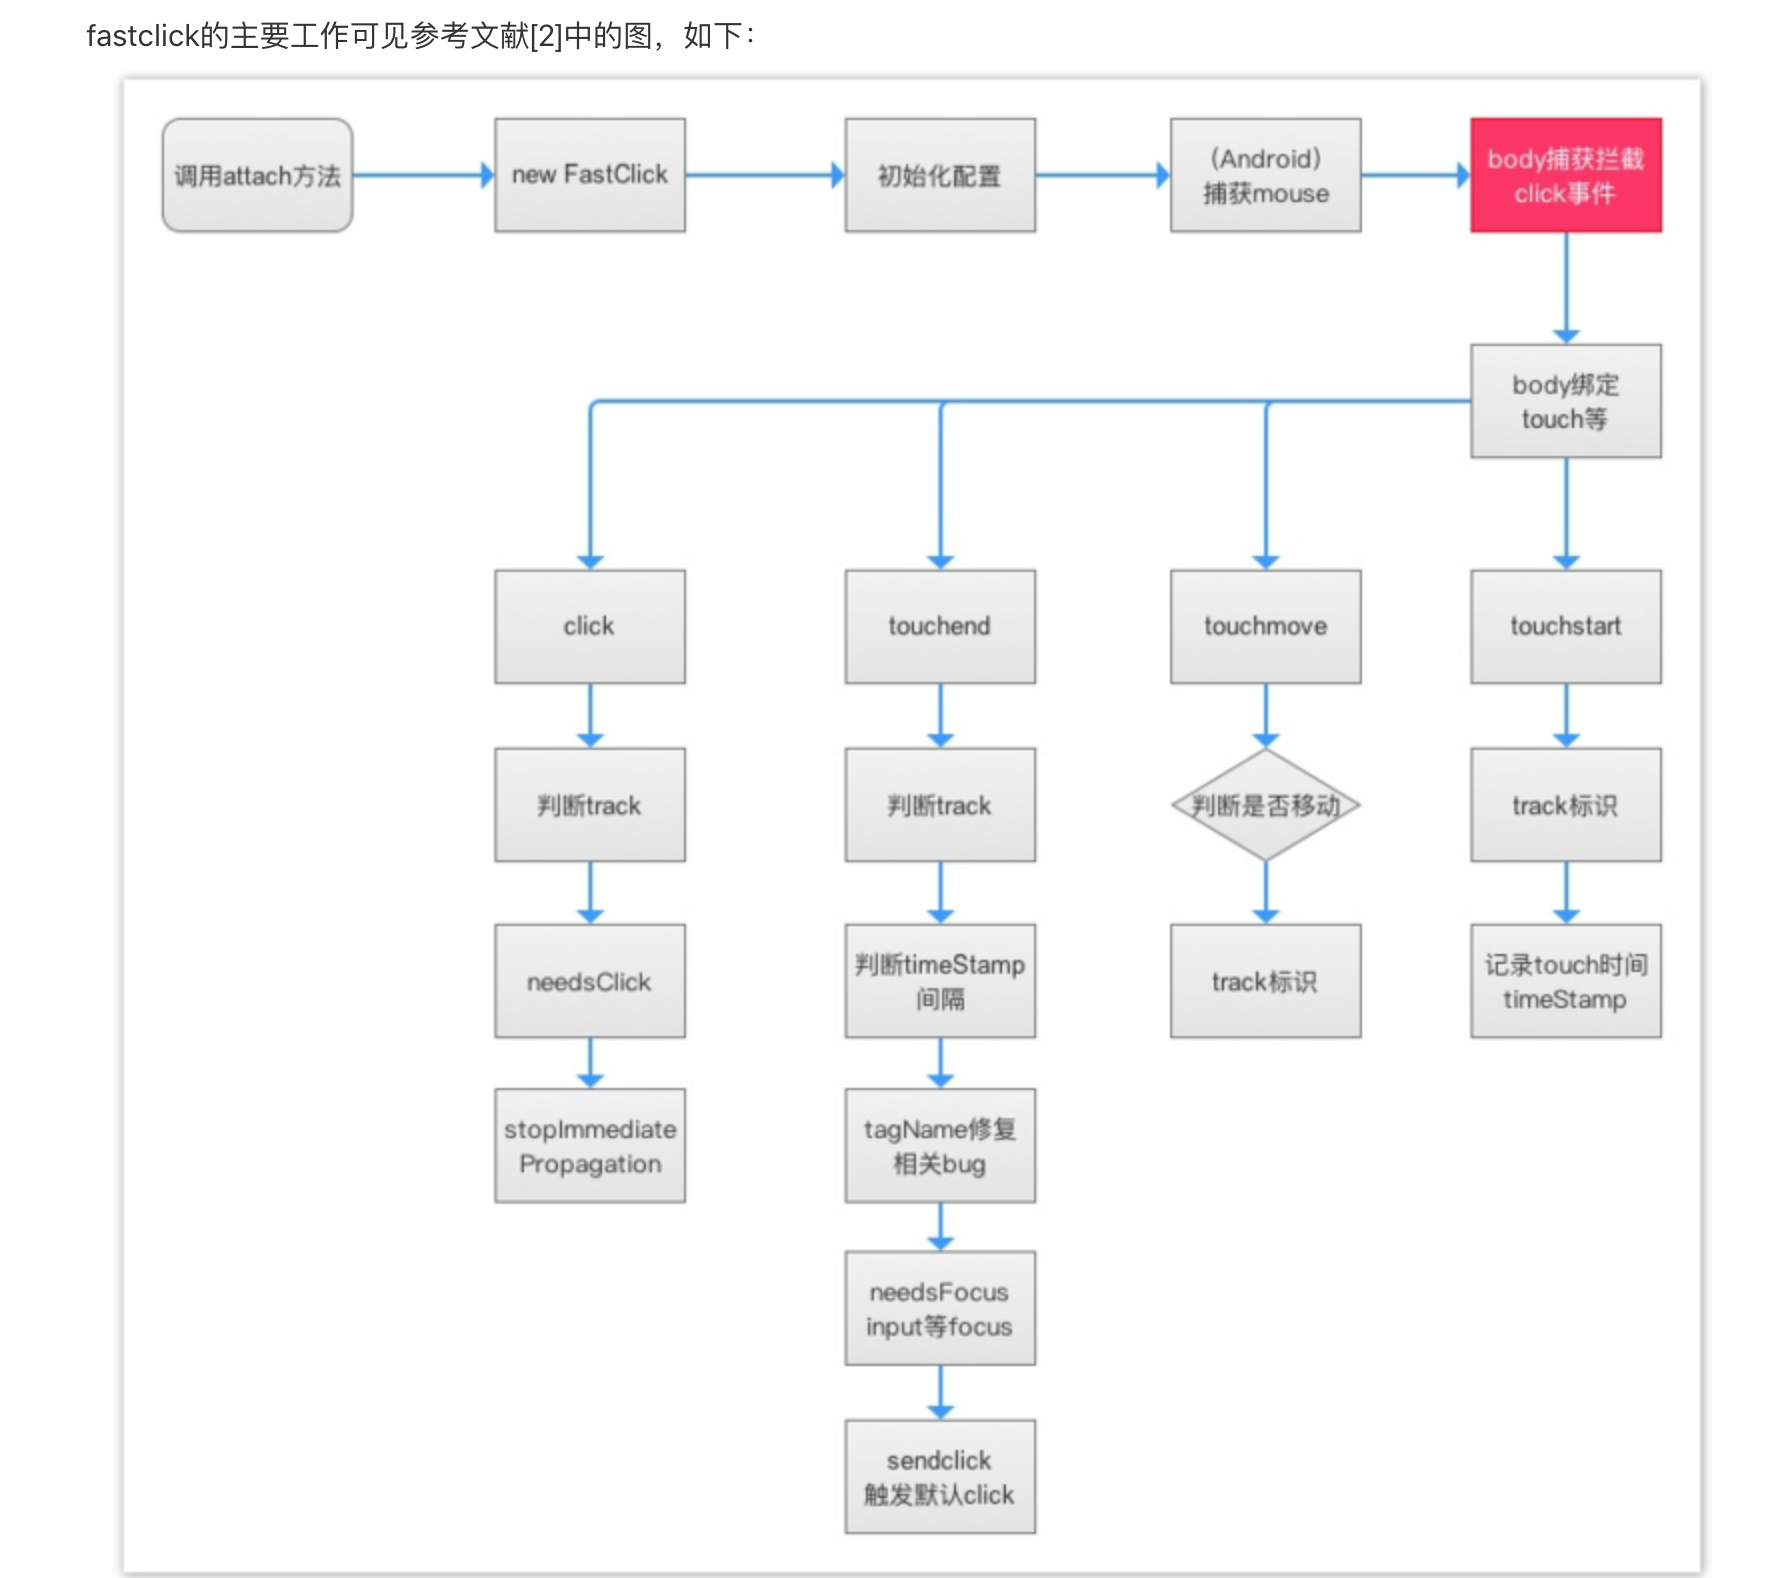 fastclick的主要工作可见参考文献[2]中的图，如下：
调用attach方法
new FastClick
初始化配置
（Android）
捕获mouse
body捕获拦截
click事件
body绑定
touch等
click
touchend
touchmove
touchstart
判断track
判断track
判断是否移动
track标识
needsClick
判断timeStamp
间隔
track标识
记录touch时间
timeStamp
stopImmediate
Propagation
tagName修复
相关bug
needsFocus
input等focus
sendclick
触发默认click